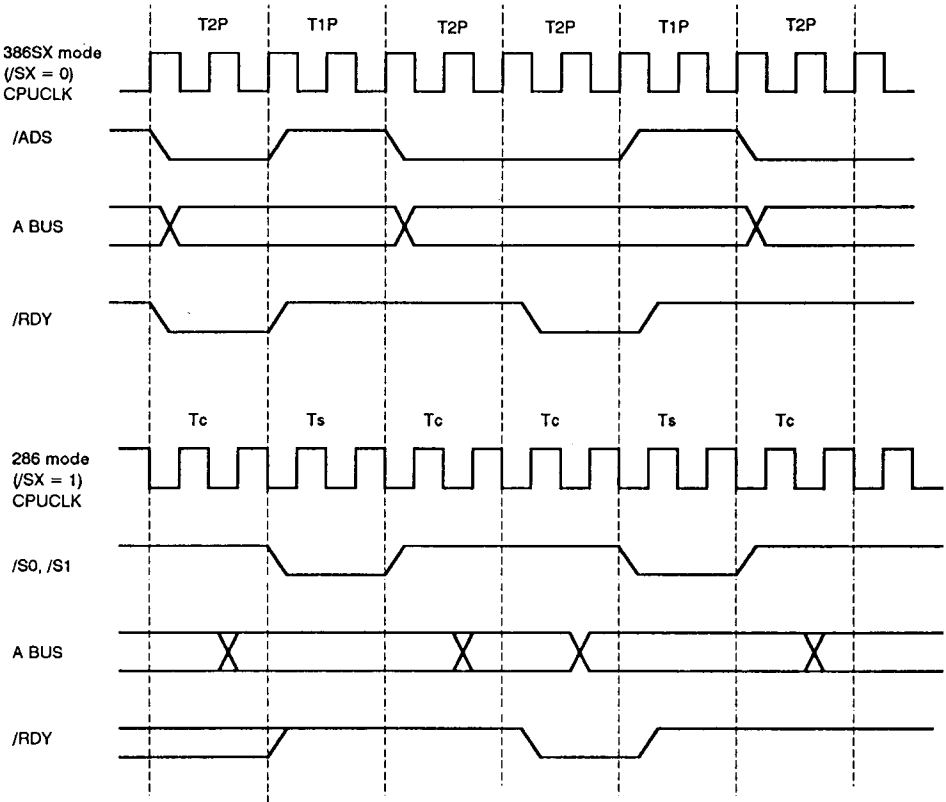 T2P T1P T2P T2P T1P T2P
386SX mode
(/SX = 0)
CPUCLK
/ADS
A BUS
/RDY
Tc Ts Tc Tc Ts Tc
286 mode
(/SX = 1)
CPUCLK
/S0, /S1
A BUS
/RDY